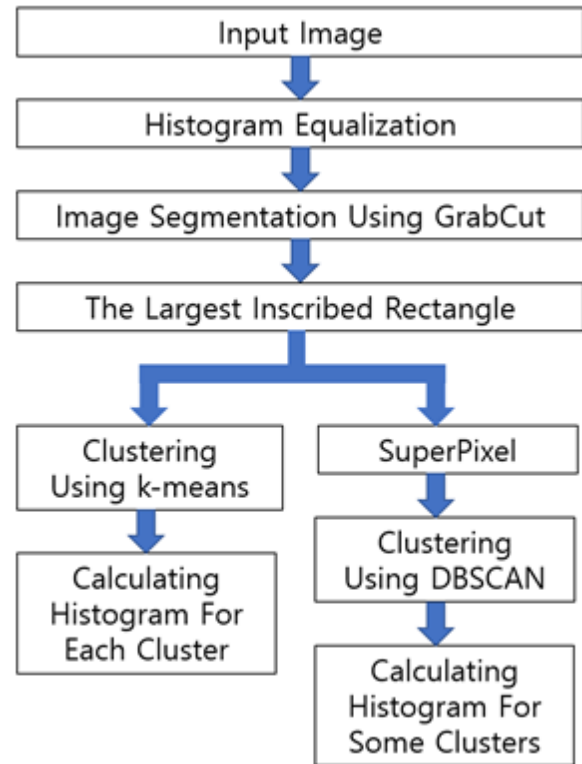 Input Image
Histogram Equalization
Image Segmentation Using GrabCut
The Largest Inscribed Rectangle
Clustering
Using k-means
Calculating
Histogram For
Each Cluster
SuperPixel
Clustering
Using DBSCAN
Calculating
Histogram For
Some Clusters